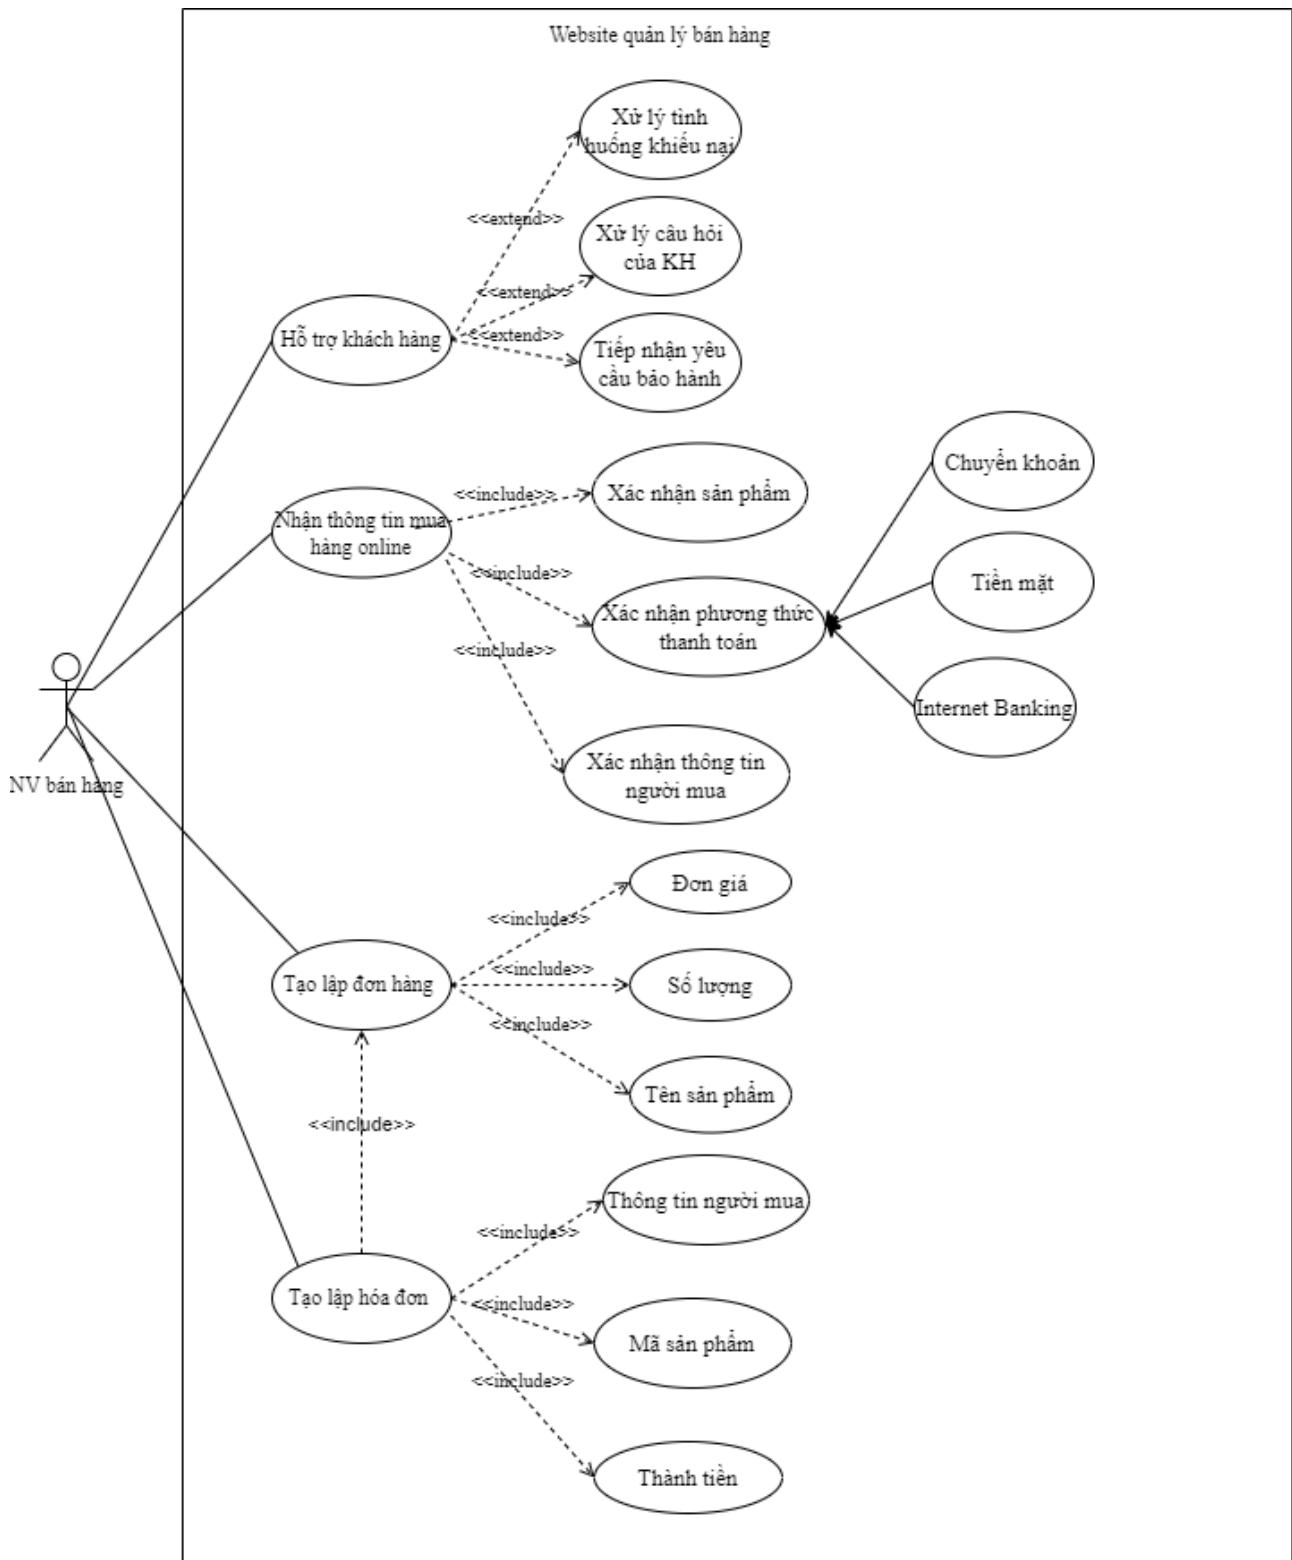 Website quản lý bán hàng
Xử lý tình
huống khiếu nại
<<extend>>
Xử lý câu hỏi
của KH
<<extend>>
Hỗ trợ khách hàng
<<extend>>
Tiếp nhận yêu
cầu bảo hành
Chuyển khoản
<<include>>
Xác nhận sản phẩm
Nhận thông tin mua
hàng online
<<include>>
Tiền mặt
Xác nhận phương thức
thanh toán
<<include>>
Internet Banking
NV bán hàng
Xác nhận thông tin
người mua
Đơn giá
<<include>>
Tạo lập đơn hàng
<<include>>
Số lượng
<<include>>
Tên sản phẩm
<<include>>
Thông tin người mua
<<include>>
Tạo lập hóa đơn
<<include>>
Mã sản phẩm
<<include>>
Thành tiền